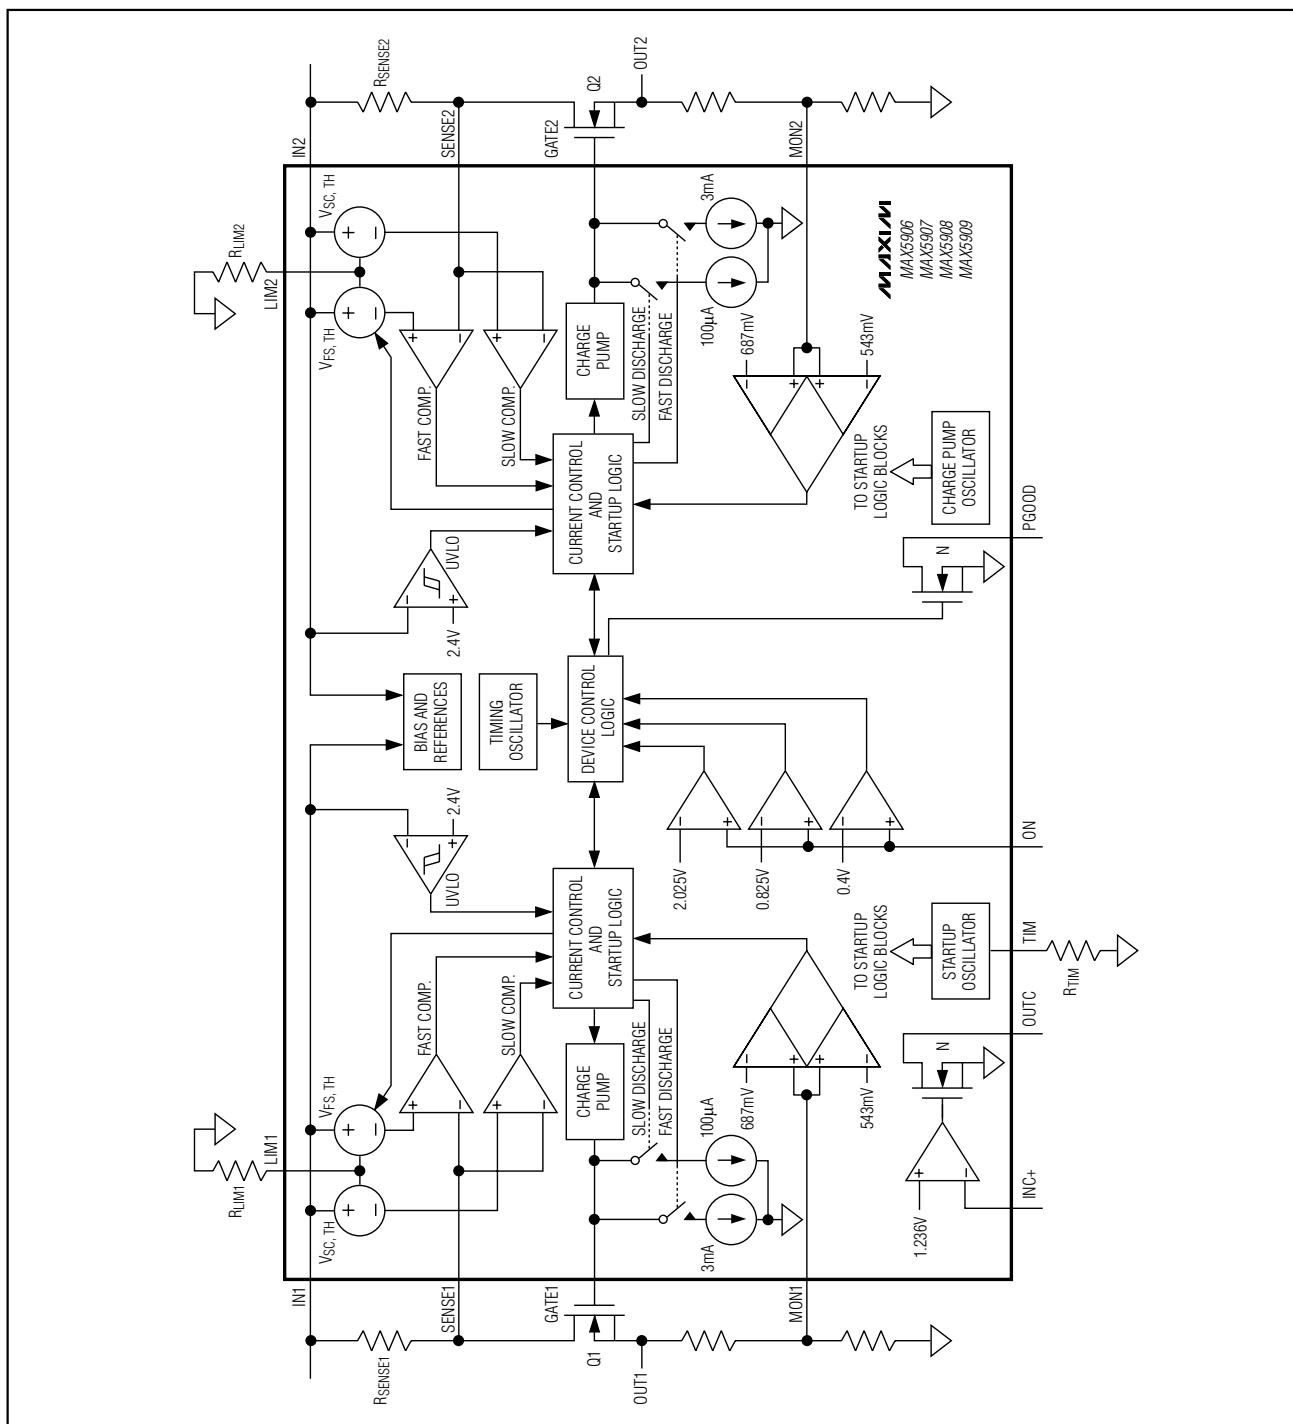 IN1
IN2
RSENSE1
RLIM1
LIM1
VSC, TH
VFS, TH
UVLO
2.4V
BIAS AND
REFERENCES
2.4V
UVLO
VFS, TH
VSC, TH
LIM2
RLIM2
RSENSE2
SENSE1
FAST COMP.
SLOW COMP.
TIMING
OSCILLATOR
FAST COMP.
SLOW COMP.
SENSE2
GATE1
Q1
CHARGE
PUMP
CURRENT CONTROL
AND
STARTUP LOGIC
DEVICE CONTROL
LOGIC
CURRENT CONTROL
AND
STARTUP LOGIC
CHARGE
PUMP
GATE2
Q2
OUT1
SLOW DISCHARGE
FAST DISCHARGE
3mA
100µA
SLOW DISCHARGE
FAST DISCHARGE
100µA
3mA
OUT2
MON1
687mV
543mV
2.025V
0.825V
0.4V
687mV
543mV
MON2
1.236V
INC+
N
OUTC
TO STARTUP
LOGIC BLOCKS
STARTUP
OSCILLATOR
TIM
RTIM
ON
N
PGOOD
TO STARTUP
LOGIC BLOCKS
CHARGE PUMP
OSCILLATOR
MAXIM
MAX5906
MAX5907
MAX5908
MAX5909